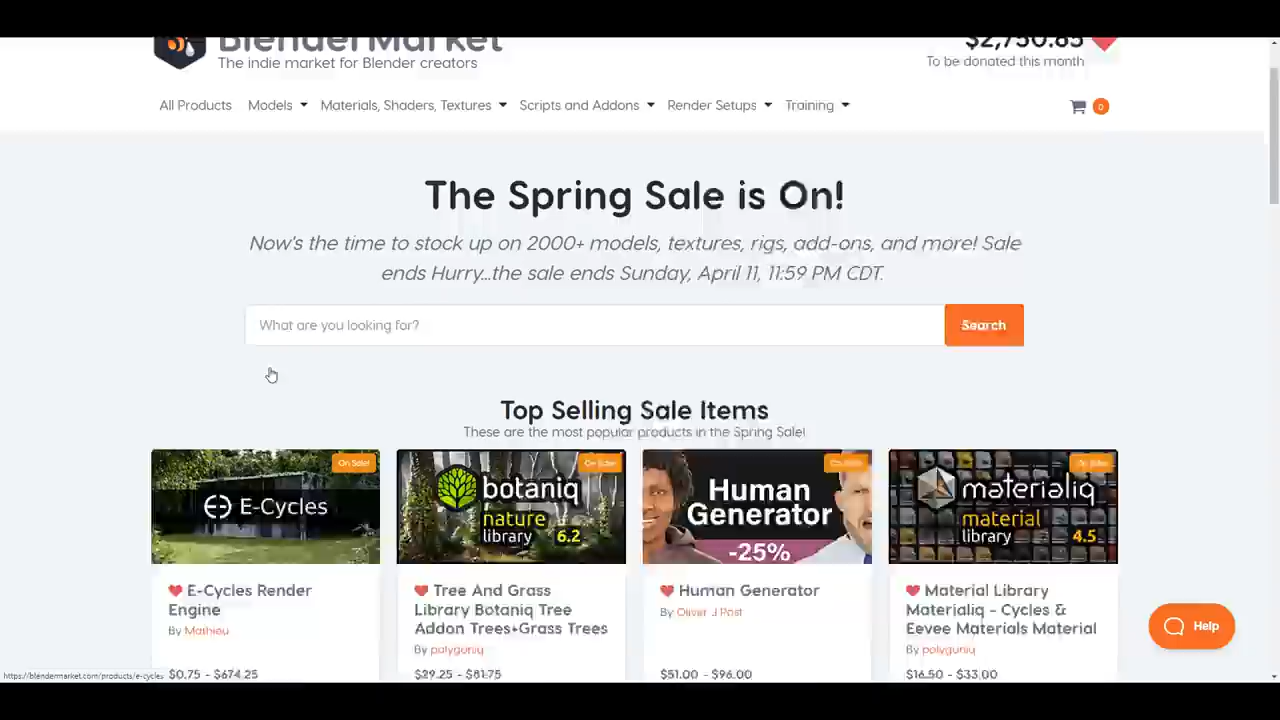 BlenderMarket
The indie market for Blender creators
$2,750.85
To be donated this month
All Products Models Materials, Shaders, Textures Scripts and Addons Render Setups Training 0
The Spring Sale is On!
Now's the time to stock up on 2000+ models, textures, rigs, add-ons, and more! Sale
ends Hurry...the sale ends Sunday, April 11, 11:59 PM CDT.
What are you looking for?
Search
Top Selling Sale Items
These are the most popular products in the Spring Sale!
On Sale!
E-Cycles
On Sale!
botaniq
nature
library 6.2
On Sale!
Human
Generator
-25%
On Sale!
materialiq
material
library 4.5
E-Cycles Render
Engine
By Mathieu
$0.75 - $674.25
Tree And Grass
Library Botaniq Tree
Addon Trees+Grass Trees
By polygoniq
$29.25 - $81.75
Human Generator
By Oliver J Post
$51.00 - $96.00
Material Library
Materialiq - Cycles &
Eevee Materials Material
By polygoniq
$16.50 - $33.00
Help
https://blendermarket.com/products/e-cycles